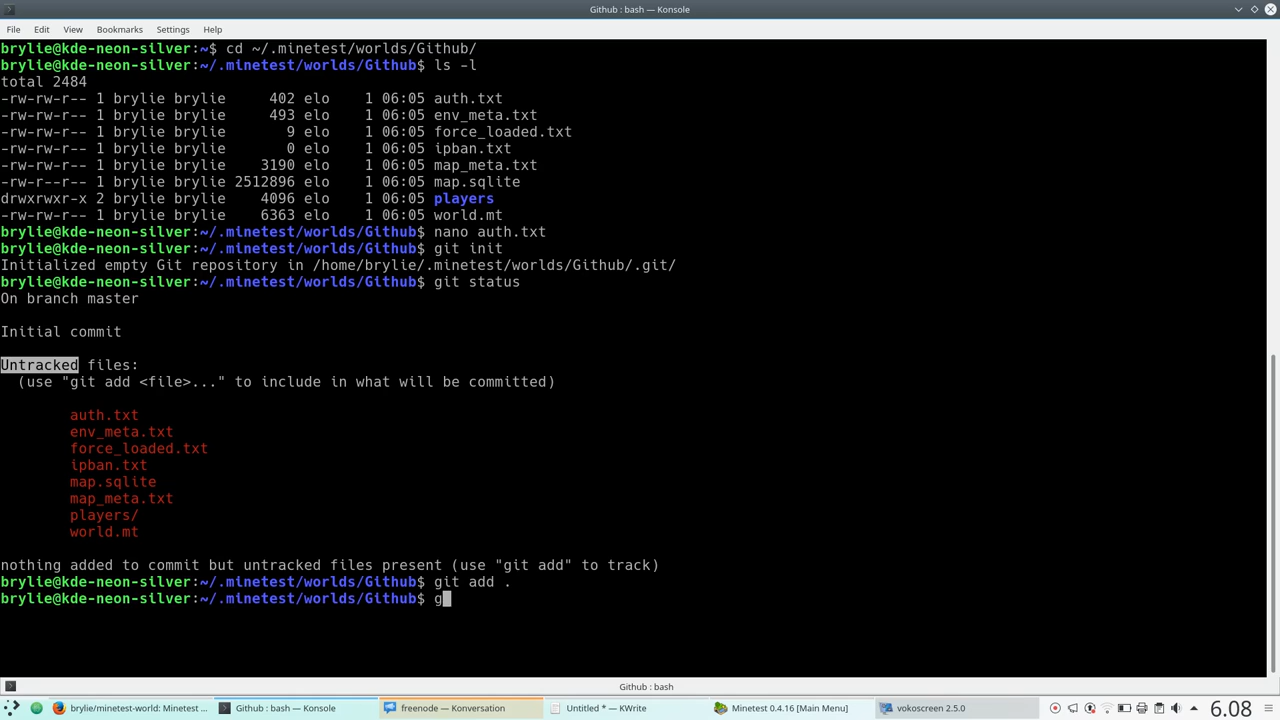 Github : bash — Konsole
File Edit View Bookmarks Settings Help
brylie@kde-neon-silver:~$ cd ~/.minetest/worlds/Github/
brylie@kde-neon-silver:~/.minetest/worlds/Github$ ls -l
total 2484
-rw-rw-r-- 1 brylie brylie     402 elo    1 06:05 auth.txt
-rw-rw-r-- 1 brylie brylie     493 elo    1 06:05 env_meta.txt
-rw-rw-r-- 1 brylie brylie       9 elo    1 06:05 force_loaded.txt
-rw-rw-r-- 1 brylie brylie       0 elo    1 06:05 ipban.txt
-rw-rw-r-- 1 brylie brylie    3190 elo    1 06:05 map_meta.txt
-rw-r--r-- 1 brylie brylie 2512896 elo    1 06:05 map.sqlite
drwxrwxr-x 2 brylie brylie    4096 elo    1 06:05 players
-rw-rw-r-- 1 brylie brylie    6363 elo    1 06:05 world.mt
brylie@kde-neon-silver:~/.minetest/worlds/Github$ nano auth.txt
brylie@kde-neon-silver:~/.minetest/worlds/Github$ git init
Initialized empty Git repository in /home/brylie/.minetest/worlds/Github/.git/
brylie@kde-neon-silver:~/.minetest/worlds/Github$ git status
On branch master
Initial commit
Untracked files:
  (use "git add <file>..." to include in what will be committed)
        auth.txt
        env_meta.txt
        force_loaded.txt
        ipban.txt
        map.sqlite
        map_meta.txt
        players/
        world.mt
nothing added to commit but untracked files present (use "git add" to track)
brylie@kde-neon-silver:~/.minetest/worlds/Github$ git add .
brylie@kde-neon-silver:~/.minetest/worlds/Github$ g
Github : bash
brylie/minetest-world: Minetest ... Github : bash — Konsole freenode — Konversation Untitled * — KWrite Minetest 0.4.16 [Main Menu] vokoscreen 2.5.0 6.08